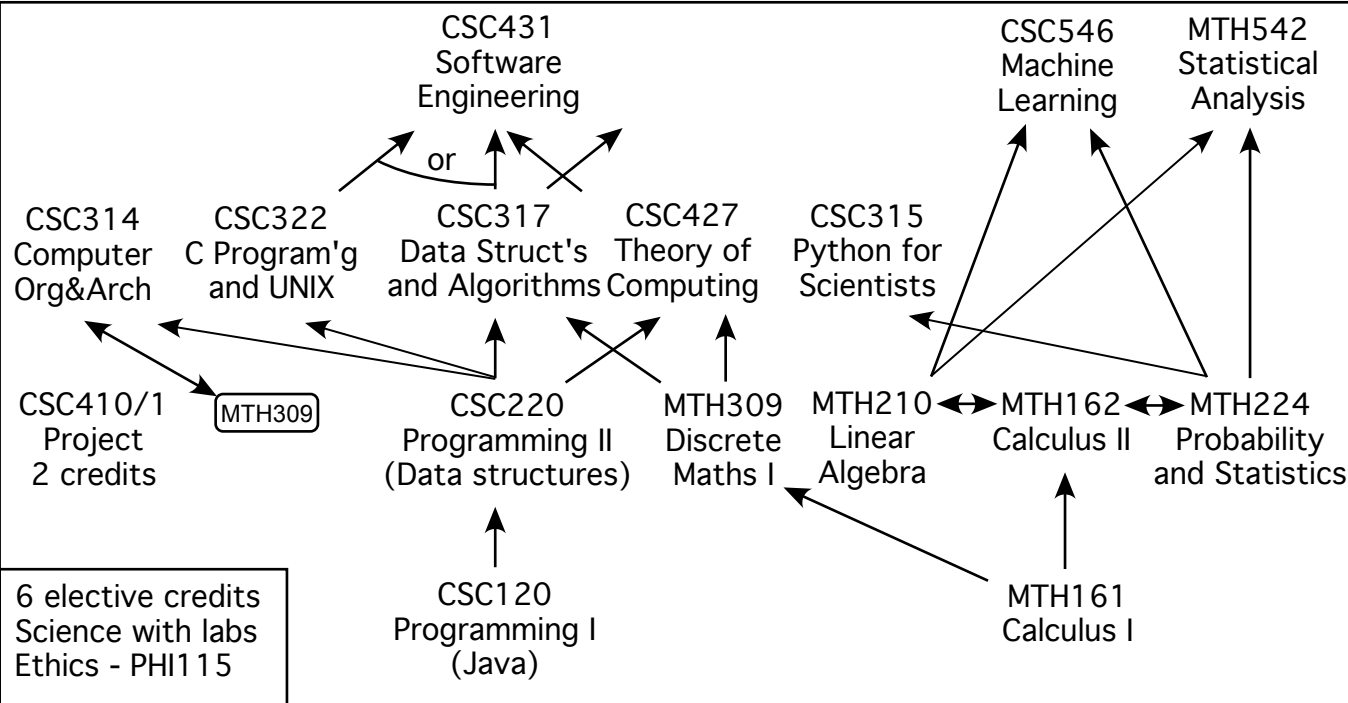 CSC431
Software
Engineering
CSC546
Machine
Learning
MTH542
Statistical
Analysis
or
CSC314
Computer
Org&Arch
CSC322
C Program'g
and UNIX
CSC317
Data Struct's
and Algorithms
CSC427
Theory of
Computing
CSC315
Python for
Scientists
CSC410/1
Project
2 credits
MTH309
CSC220
Programming II
(Data structures)
MTH309
Discrete
Maths I
MTH210
Linear
Algebra
MTH162
Calculus II
MTH224
Probability
and Statistics
6 elective credits
Science with labs
Ethics - PHI115
CSC120
Programming I
(Java)
MTH161
Calculus I